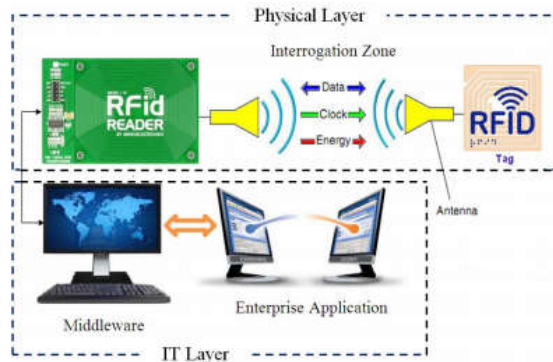 Physical Layer
Interrogation Zone
RFid
READER
Data
Clock
Energy
RFID
Tag
Antenna
Middleware
Enterprise Application
IT Layer